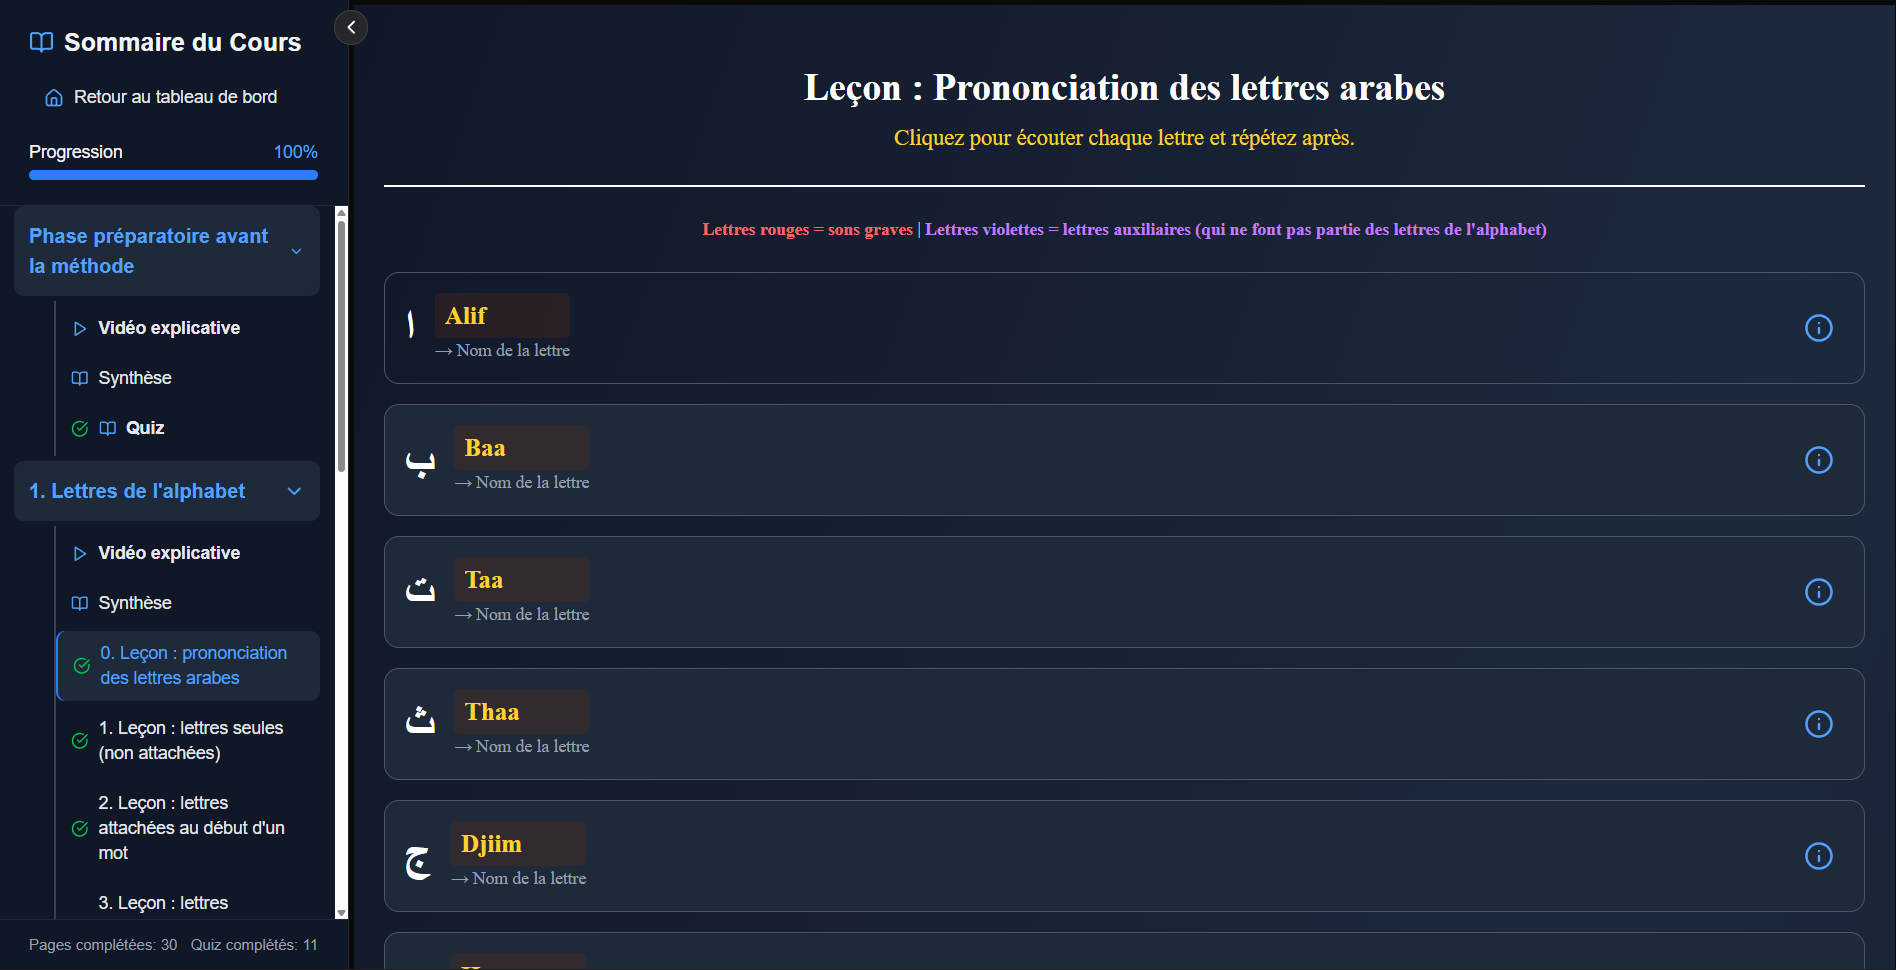 Sommaire du Cours
Retour au tableau de bord
Progression 100%
Phase préparatoire avant
la méthode
Vidéo explicative
Synthèse
Quiz
1. Lettres de l'alphabet
Vidéo explicative
Synthèse
0. Leçon : prononciation
des lettres arabes
1. Leçon : lettres seules
(non attachées)
2. Leçon : lettres
attachées au début d'un
mot
3. Leçon : lettres
Pages complétées: 30 Quiz complétés: 11
Leçon : Prononciation des lettres arabes
Cliquez pour écouter chaque lettre et répétez après.
Lettres rouges = sons graves | Lettres violettes = lettres auxiliaires (qui ne font pas partie des lettres de l'alphabet)
ا Alif
→ Nom de la lettre
ب Baa
→ Nom de la lettre
ت Taa
→ Nom de la lettre
ث Thaa
→ Nom de la lettre
ج Djiim
→ Nom de la lettre